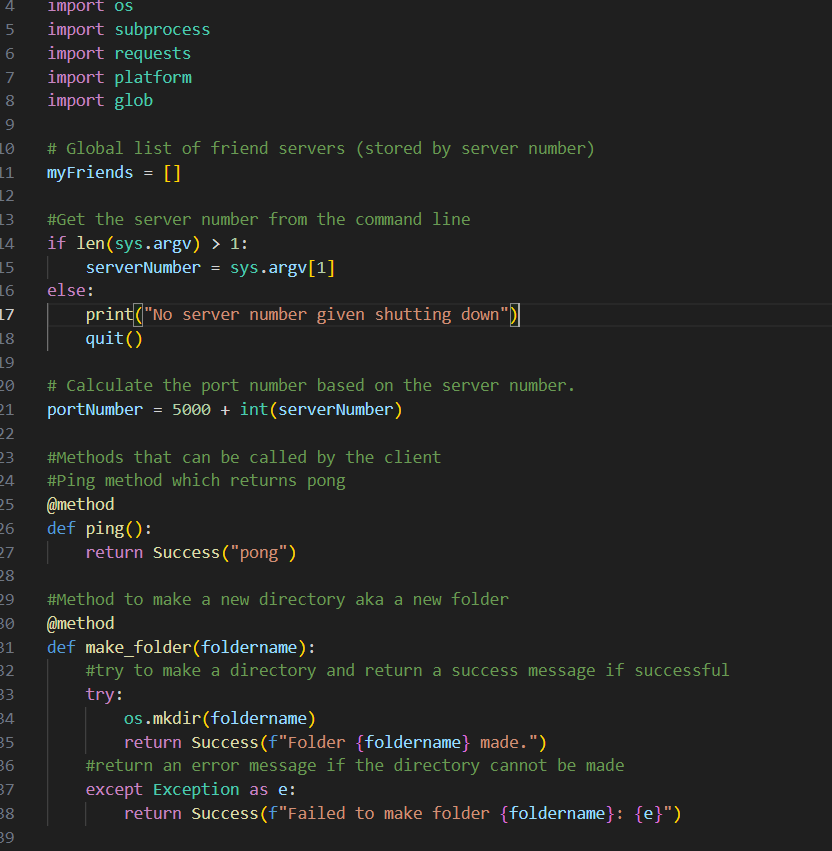 4 import os
5 import subprocess
6 import requests
7 import platform
8 import glob
9
10 # Global list of friend servers (stored by server number)
11 myFriends = []
12
13 #Get the server number from the command line
14 if len(sys.argv) > 1:
15     serverNumber = sys.argv[1]
16 else:
17     print("No server number given shutting down")
18     quit()
19
20 # Calculate the port number based on the server number.
21 portNumber = 5000 + int(serverNumber)
22
23 #Methods that can be called by the client
24 #Ping method which returns pong
25 @method
26 def ping():
27     return Success("pong")
28
29 #Method to make a new directory aka a new folder
30 @method
31 def make_folder(foldername):
32     #try to make a directory and return a success message if successful
33     try:
34         os.mkdir(foldername)
35         return Success(f"Folder {foldername} made.")
36     #return an error message if the directory cannot be made
37     except Exception as e:
38         return Success(f"Failed to make folder {foldername}: {e}")
39